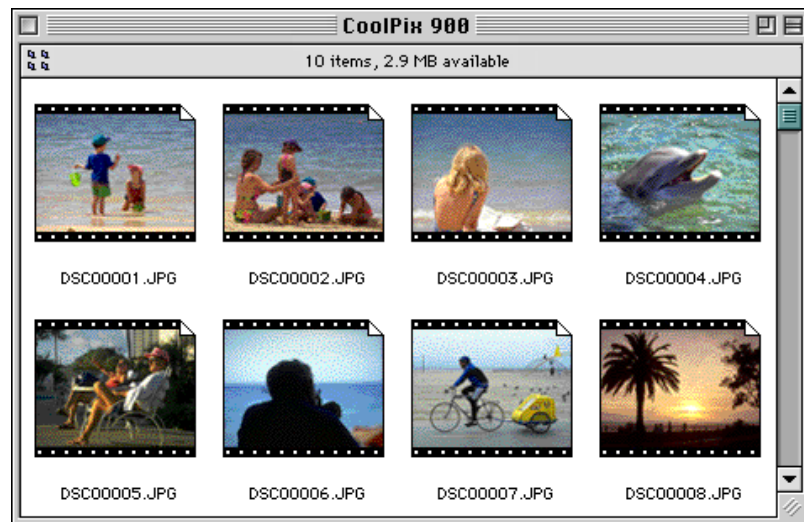 CoolPix 900
10 items, 2.9 MB available
DSC00001.JPG DSC00002.JPG DSC00003.JPG DSC00004.JPG
DSC00005.JPG DSC00006.JPG DSC00007.JPG DSC00008.JPG